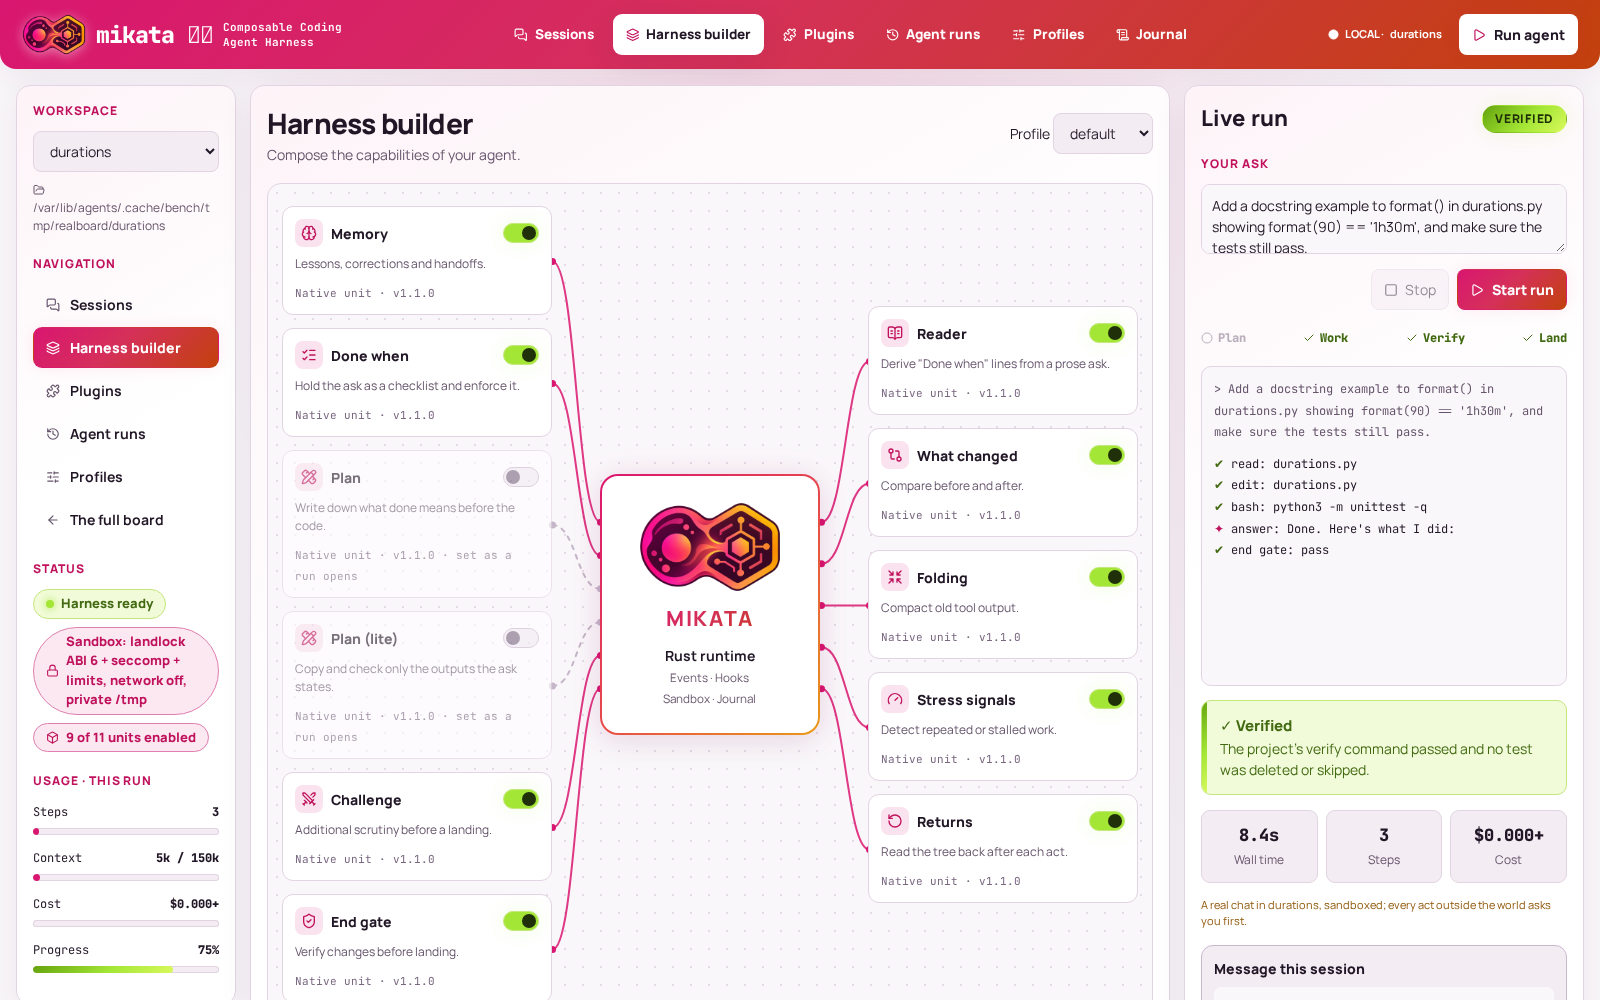 mikata
Composable Coding
Agent Harness
Sessions
Harness builder
Plugins
Agent runs
Profiles
Journal
LOCAL · durations
Run agent
WORKSPACE
durations
/var/lib/agents/.cache/bench/t
mp/realboard/durations
NAVIGATION
Sessions
Harness builder
Plugins
Agent runs
Profiles
The full board
STATUS
Harness ready
Sandbox: landlock
ABI 6 + seccomp +
limits, network off,
private /tmp
9 of 11 units enabled
USAGE · THIS RUN
Steps 3
Context 5k / 150k
Cost $0.000+
Progress 75%
Harness builder
Compose the capabilities of your agent.
Profile default
Memory
Lessons, corrections and handoffs.
Native unit · v1.1.0
Done when
Hold the ask as a checklist and enforce it.
Native unit · v1.1.0
Plan
Write down what done means before the
code.
Native unit · v1.1.0 · set as a
run opens
Plan (lite)
Copy and check only the outputs the ask
states.
Native unit · v1.1.0 · set as a
run opens
Challenge
Additional scrutiny before a landing.
Native unit · v1.1.0
End gate
Verify changes before landing.
Native unit · v1.1.0
MIKATA
Rust runtime
Events · Hooks
Sandbox · Journal
Reader
Derive "Done when" lines from a prose ask.
Native unit · v1.1.0
What changed
Compare before and after.
Native unit · v1.1.0
Folding
Compact old tool output.
Native unit · v1.1.0
Stress signals
Detect repeated or stalled work.
Native unit · v1.1.0
Returns
Read the tree back after each act.
Native unit · v1.1.0
Live run
VERIFIED
YOUR ASK
Add a docstring example to format() in durations.py
showing format(90) == '1h30m', and make sure the
tests still pass.
Stop
Start run
Plan
✓ Work
✓ Verify
✓ Land
> Add a docstring example to format() in
durations.py showing format(90) == '1h30m', and
make sure the tests still pass.
✔ read: durations.py
✔ edit: durations.py
✔ bash: python3 -m unittest -q
✦ answer: Done. Here's what I did:
✔ end gate: pass
✓ Verified
The project's verify command passed and no test
was deleted or skipped.
8.4s
Wall time
3
Steps
$0.000+
Cost
A real chat in durations, sandboxed; every act outside the world asks
you first.
Message this session